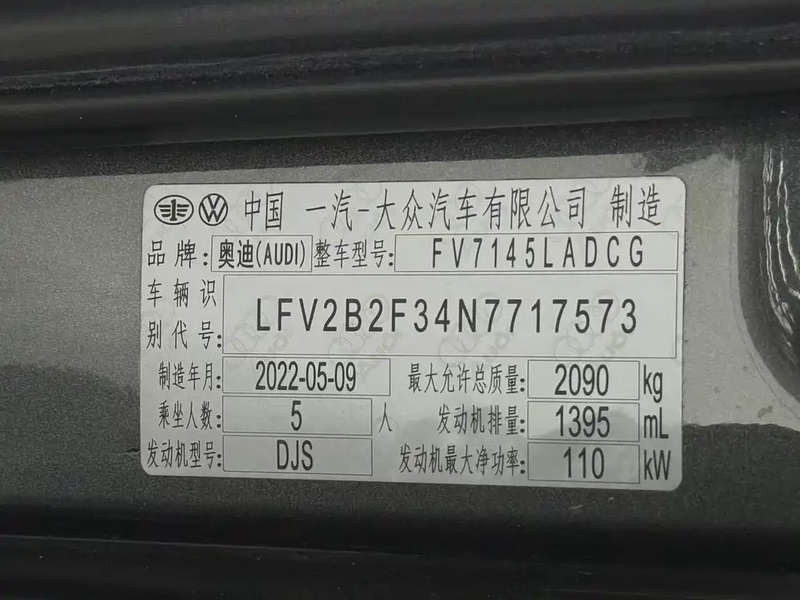 中国 一汽-大众汽车有限公司 制造
品牌: 奥迪(AUDI) 整车型号: FV7145LADCG
车辆识别代号: LFV2B2F34N7717573
制造年月: 2022-05-09 最大允许总质量: 2090 kg
乘坐人数: 5 人 发动机排量: 1395 mL
发动机型号: DJS 发动机最大净功率: 110 kW